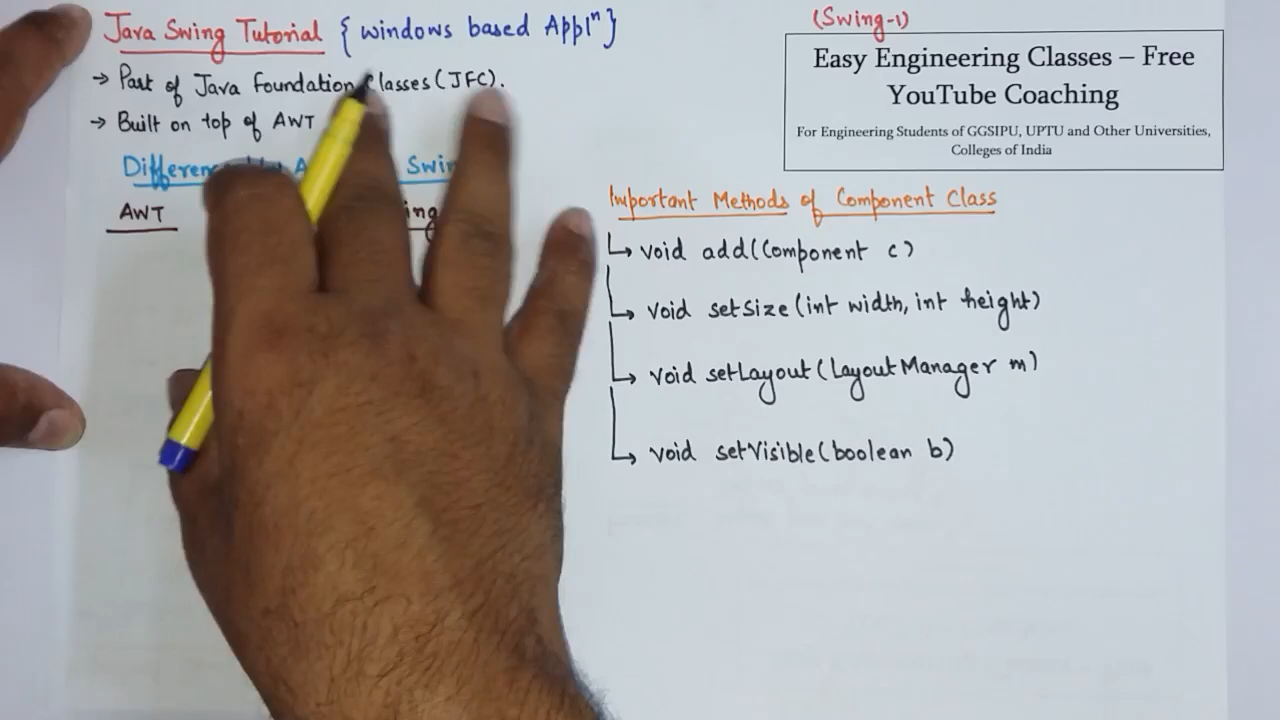 Java Swing Tutorial {windows based Applⁿ}
→ Part of Java Foundation Classes (JFC).
→ Built on top of AWT
AWT
(Swing-1)
Easy Engineering Classes – Free
YouTube Coaching
For Engineering Students of GGSIPU, UPTU and Other Universities,
Colleges of India
Important Methods of Component Class
↳ void add(Component c)
↳ void setSize(int width, int height)
↳ void setLayout(LayoutManager m)
↳ void setVisible(boolean b)